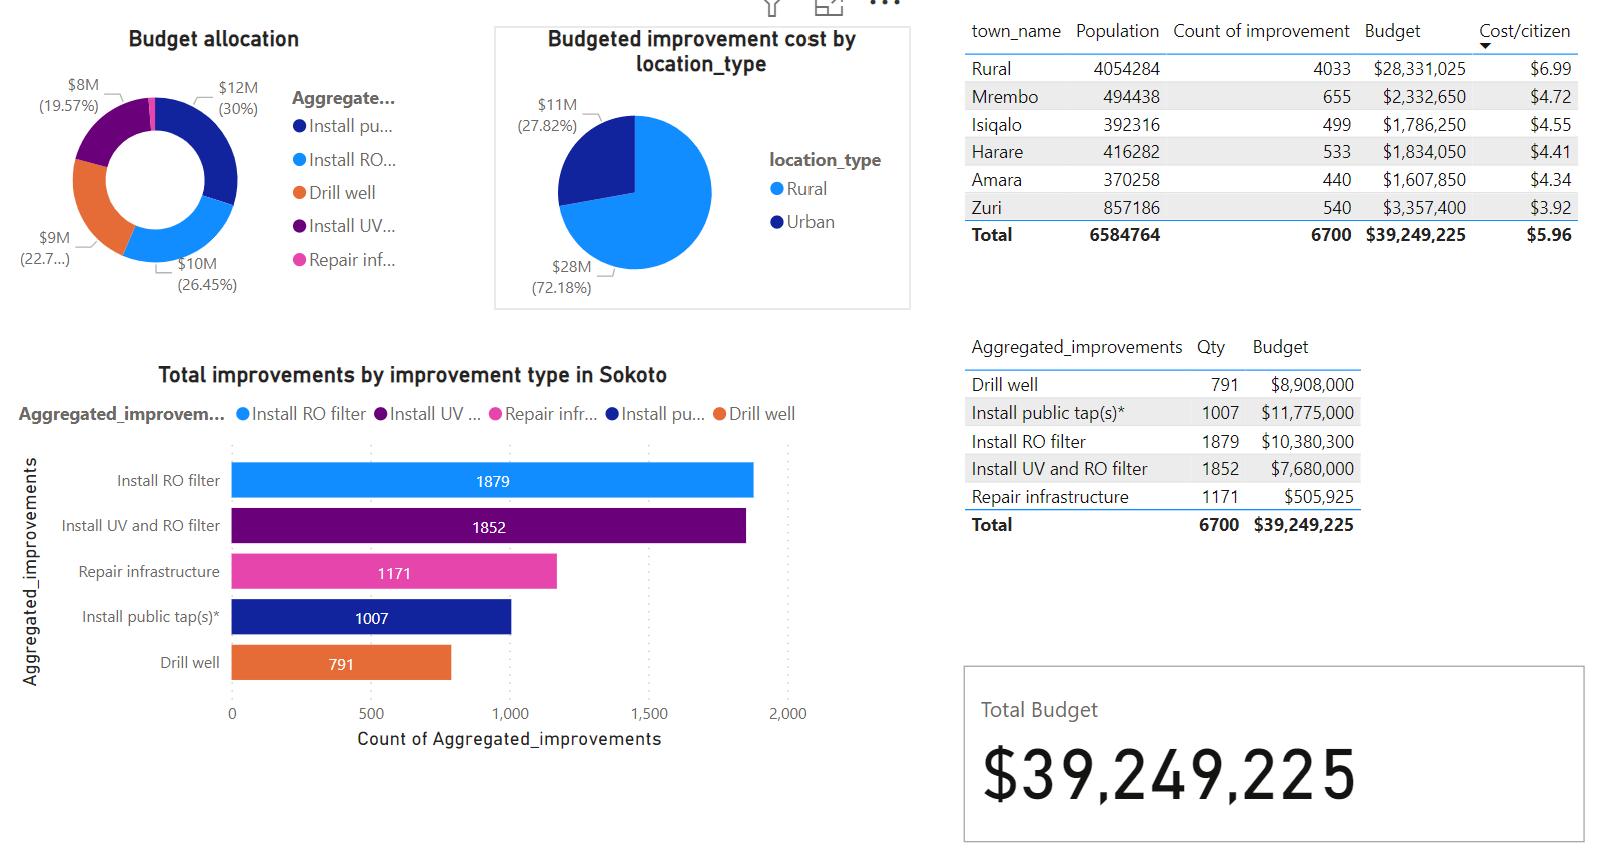 Budget allocation
$8M
(19.57%)
$12M
(30%)
$9M
(22.7...)
$10M
(26.45%)
Aggregate...
Install pu...
Install RO...
Drill well
Install UV...
Repair inf...
Budgeted improvement cost by
location_type
$11M
(27.82%)
$28M
(72.18%)
location_type
Rural
Urban
town_name Population Count of improvement Budget Cost/citizen
Rural 4054284 4033 $28,331,025 $6.99
Mrembo 494438 655 $2,332,650 $4.72
Isiqalo 392316 499 $1,786,250 $4.55
Harare 416282 533 $1,834,050 $4.41
Amara 370258 440 $1,607,850 $4.34
Zuri 857186 540 $3,357,400 $3.92
Total 6584764 6700 $39,249,225 $5.96
Total improvements by improvement type in Sokoto
Aggregated_improvem... Install RO filter Install UV ... Repair infr... Install pu... Drill well
Aggregated_improvements
Install RO filter 1879
Install UV and RO filter 1852
Repair infrastructure 1171
Install public tap(s)* 1007
Drill well 791
0 500 1,000 1,500 2,000
Count of Aggregated_improvements
Aggregated_improvements Qty Budget
Drill well 791 $8,908,000
Install public tap(s)* 1007 $11,775,000
Install RO filter 1879 $10,380,300
Install UV and RO filter 1852 $7,680,000
Repair infrastructure 1171 $505,925
Total 6700 $39,249,225
Total Budget
$39,249,225